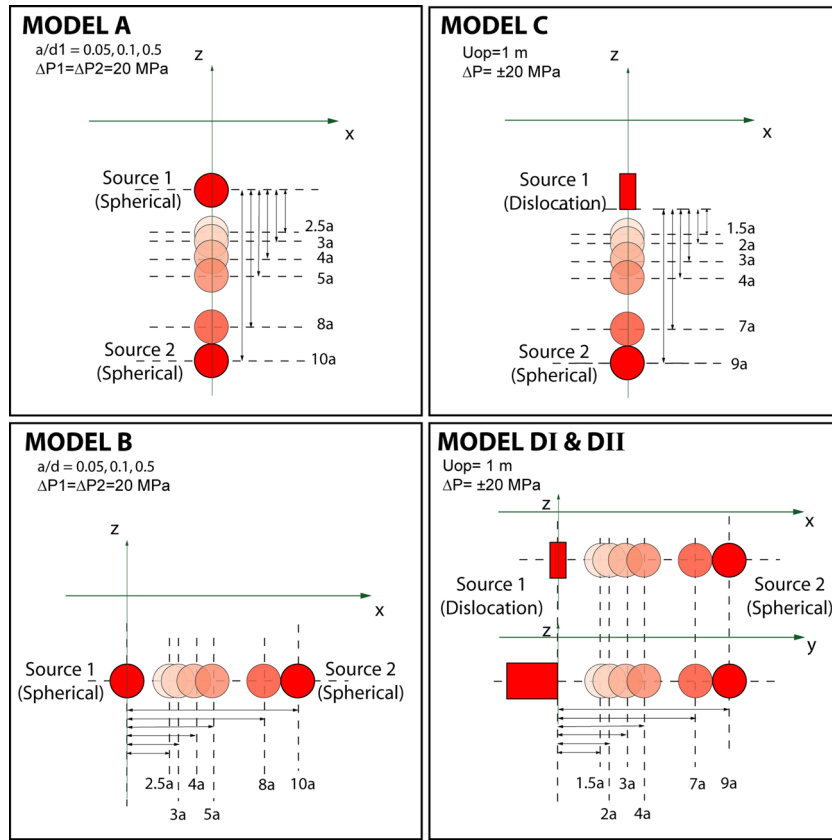 MODEL A
a/d1 = 0.05, 0.1, 0.5
ΔP1=ΔP2=20 MPa
z
x
Source 1
(Spherical)
2.5a
3a
4a
5a
8a
Source 2
(Spherical)
10a
MODEL C
Uop=1 m
ΔP= ±20 MPa
z
x
Source 1
(Dislocation)
1.5a
2a
3a
4a
7a
Source 2
(Spherical)
9a
MODEL B
a/d = 0.05, 0.1, 0.5
ΔP1=ΔP2=20 MPa
z
x
Source 1
(Spherical)
Source 2
(Spherical)
2.5a 4a 8a 10a
3a 5a
MODEL DI & DII
Uop= 1 m
ΔP= ±20 MPa
z
x
Source 1
(Dislocation)
Source 2
(Spherical)
z
y
1.5a 3a 7a 9a
2a 4a